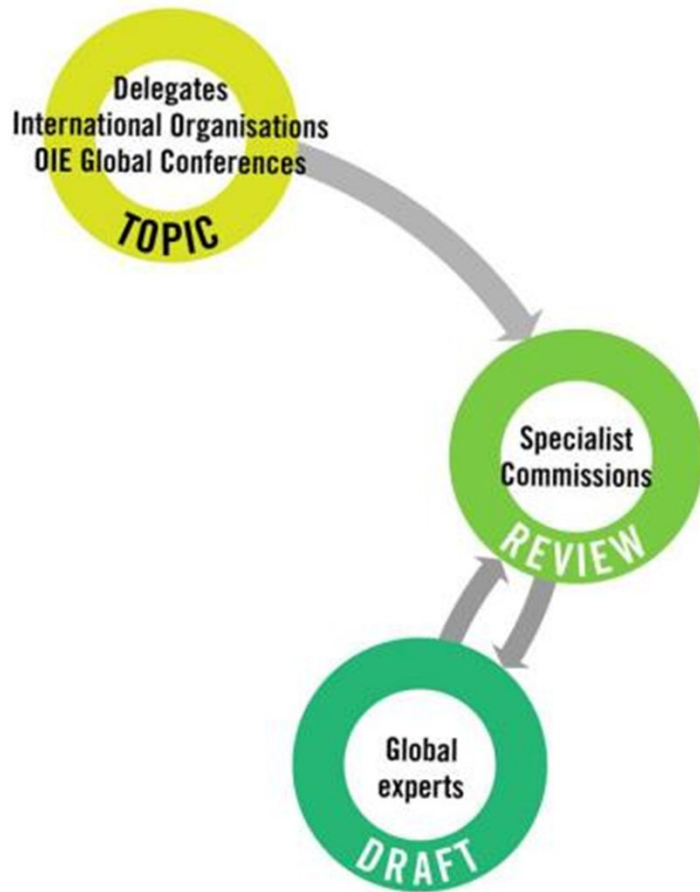 Delegates
International Organisations
OIE Global Conferences
TOPIC
Specialist
Commissions
REVIEW
Global
experts
DRAFT